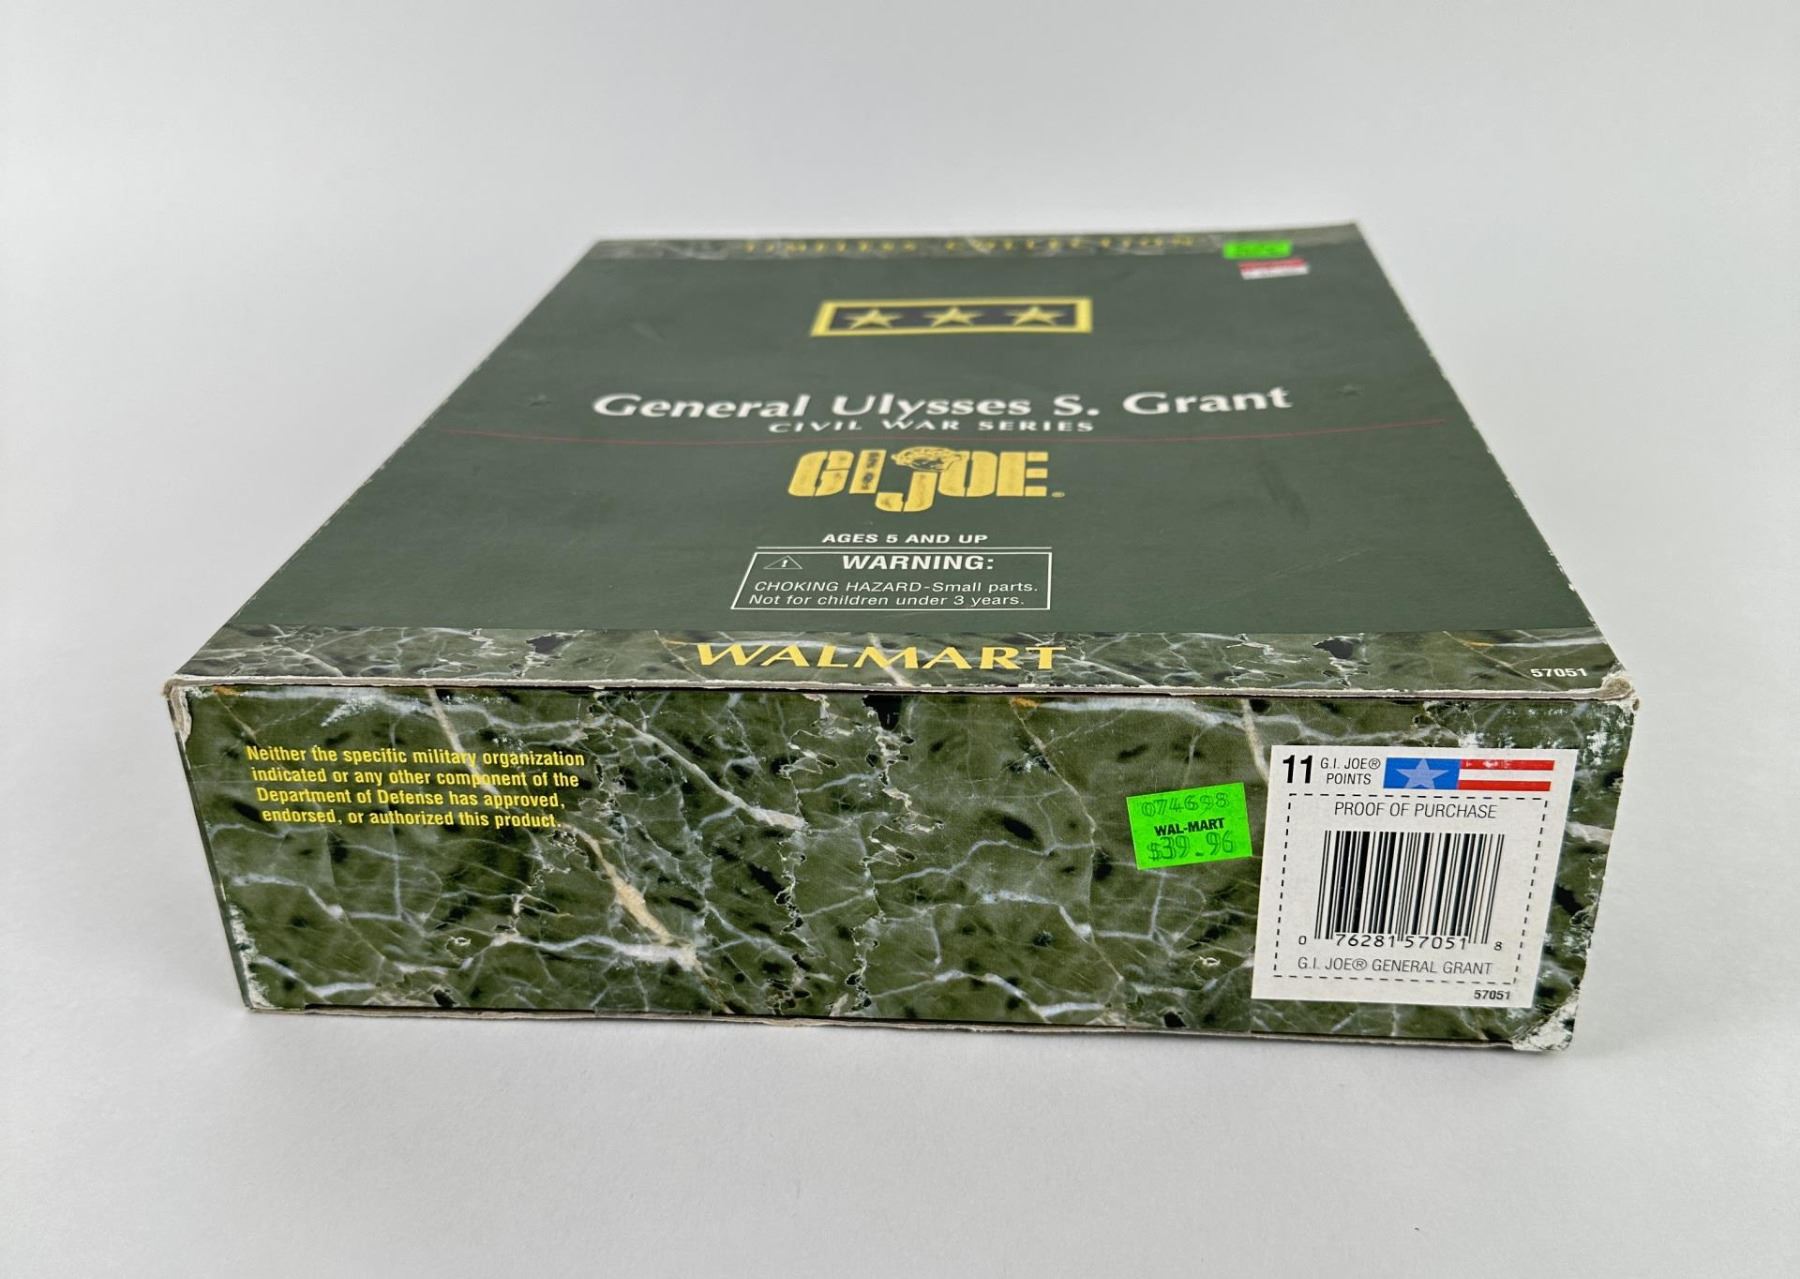 TIMELESS COLLECTION
General Ulysses S. Grant
CIVIL WAR SERIES
GI JOE®
AGES 5 AND UP
WARNING:
CHOKING HAZARD-Small parts.
Not for children under 3 years.
WALMART
57051
Neither the specific military organization
indicated or any other component of the
Department of Defense has approved,
endorsed, or authorized this product.
074698
WAL-MART
$39.96
11 G.I. JOE®
POINTS
PROOF OF PURCHASE
0 76281 57051 8
G.I. JOE® GENERAL GRANT
57051